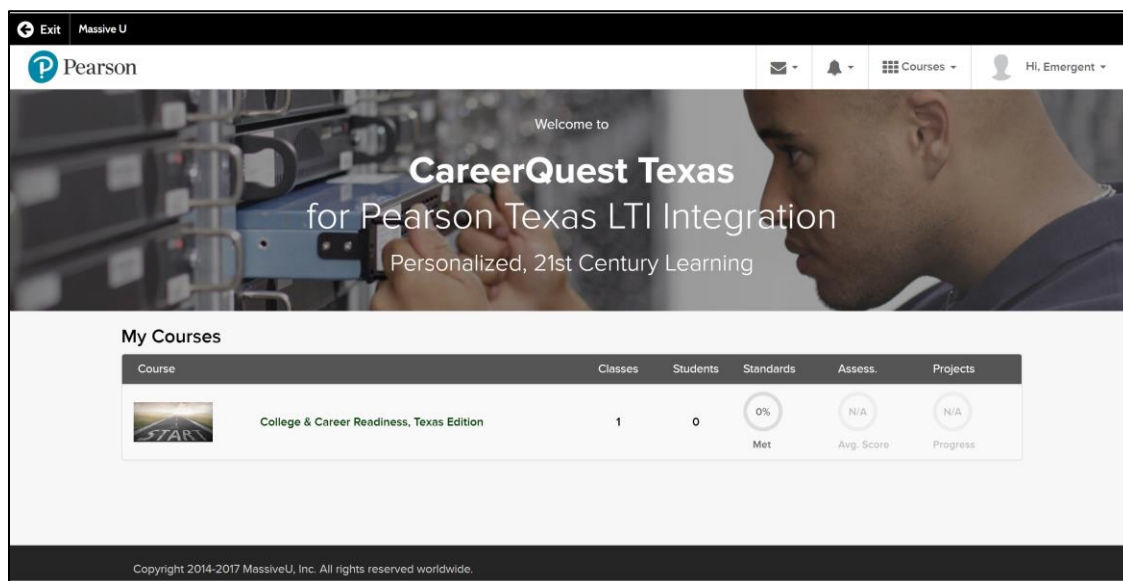 Exit Massive U
Pearson
Courses
Hi, Emergent
Welcome to
CareerQuest Texas
for Pearson Texas LTI Integration
Personalized, 21st Century Learning
My Courses
Course Classes Students Standards Assess. Projects
START
College & Career Readiness, Texas Edition 1 0 0% N/A N/A
Met Avg. Score Progress
Copyright 2014-2017 MassiveU, Inc. All rights reserved worldwide.